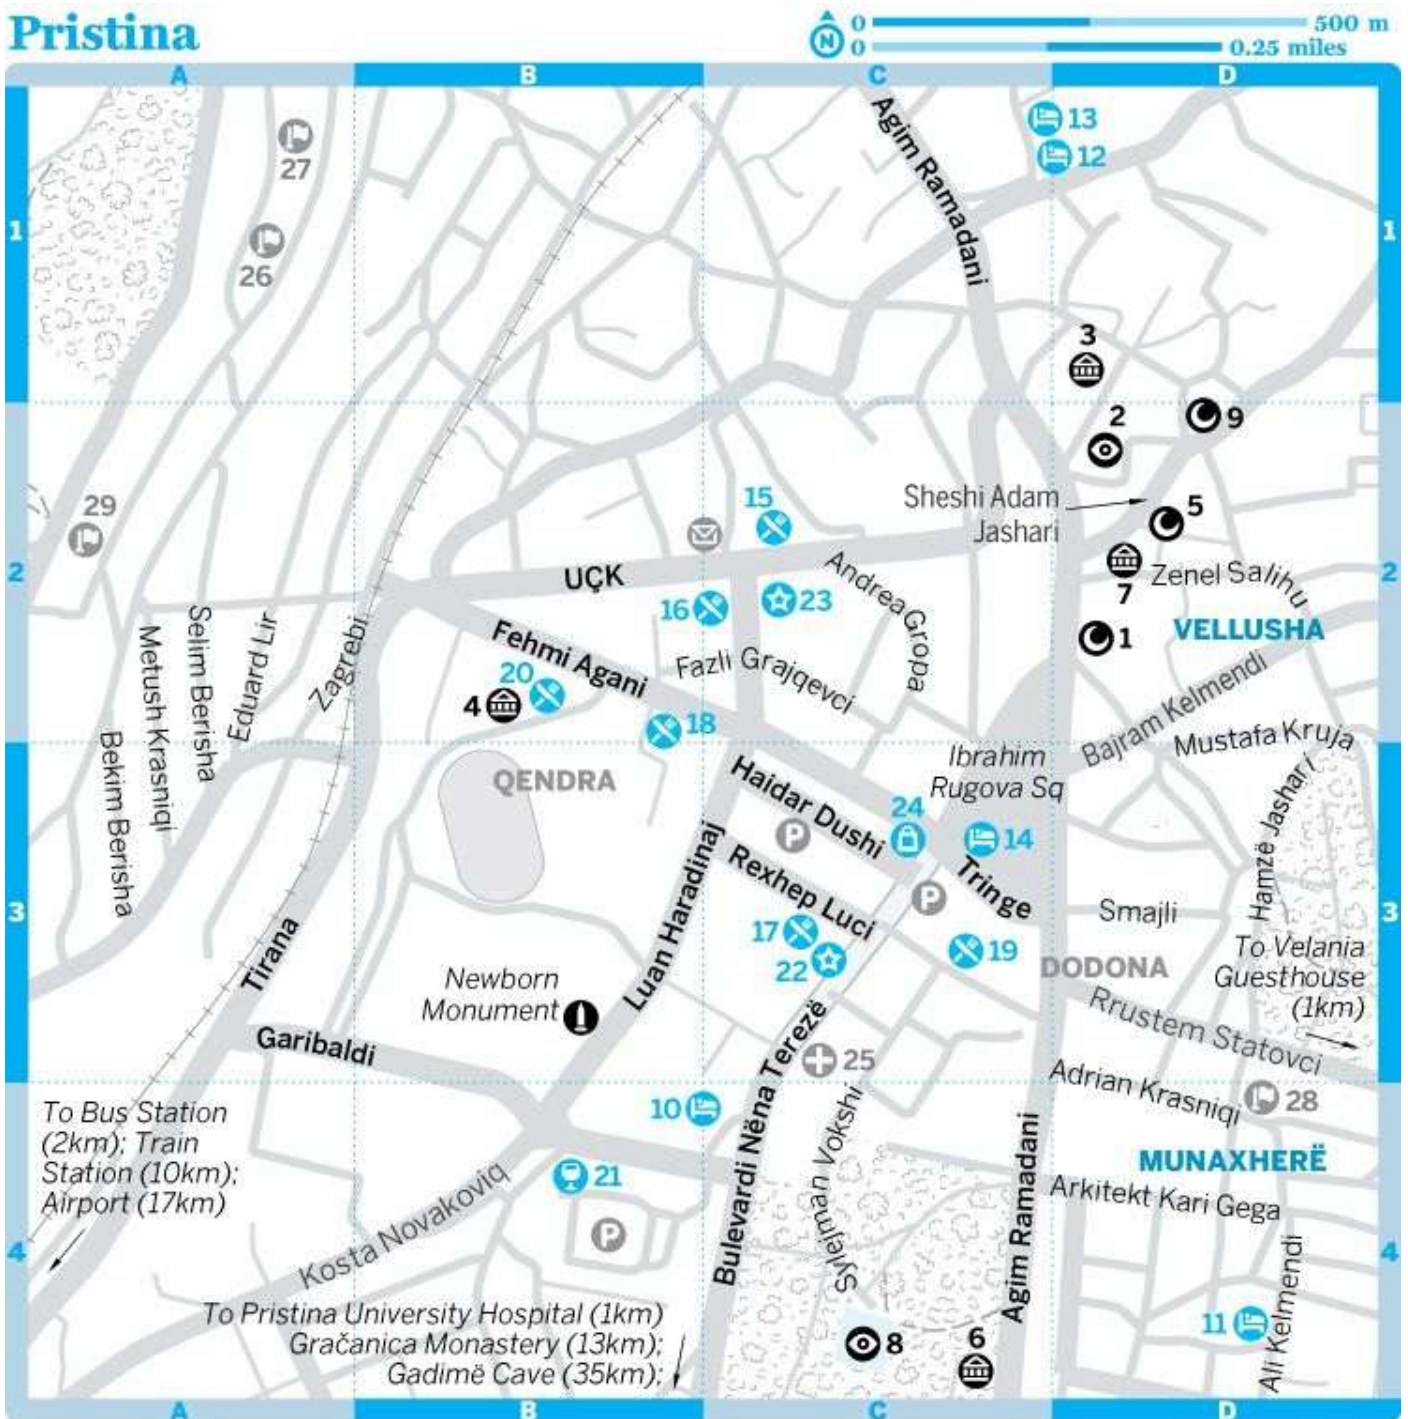 Pristina
N
0 500 m
0 0.25 miles
A B C D
1
27
26
Agim Ramadani
13
12
1
3
2
9
29
15
Sheshi Adam
Jashari
5
2
UÇK
Andrea Gropa
7
Zenel Salihu
2
16
23
1
VELLUSHA
Selim Berisha
Metush Krasniqi
Eduard Lir
Zagrebi
Fehmi Agani
Fazli Grajqevci
20
4
18
Bajram Kelmendi
Mustafa Kruja
Bekim Berisha
QENDRA
Haidar Dushi
Ibrahim
Rugova Sq
Hamzë Jashari
24
P
14
Rexhep Luci
Tringe
3
Luan Haradinaj
P
Smajli
3
Tirana
17
22
19
DODONA
To Velania
Guesthouse
(1km)
Newborn
Monument
Garibaldi
25
Rrustem Statovci
Adrian Krasniqi
28
To Bus Station
(2km); Train
Station (10km);
Airport (17km)
10
Bulevardi Nëna Terezë
Sylejman Vokshi
Agim Ramadani
MUNAXHERË
21
Arkitekt Kari Gega
P
Kosta Novakoviq
4
4
Ali Kelmendi
To Pristina University Hospital (1km)
Gračanica Monastery (13km);
Gadimë Cave (35km);
8
6
11
A B C D